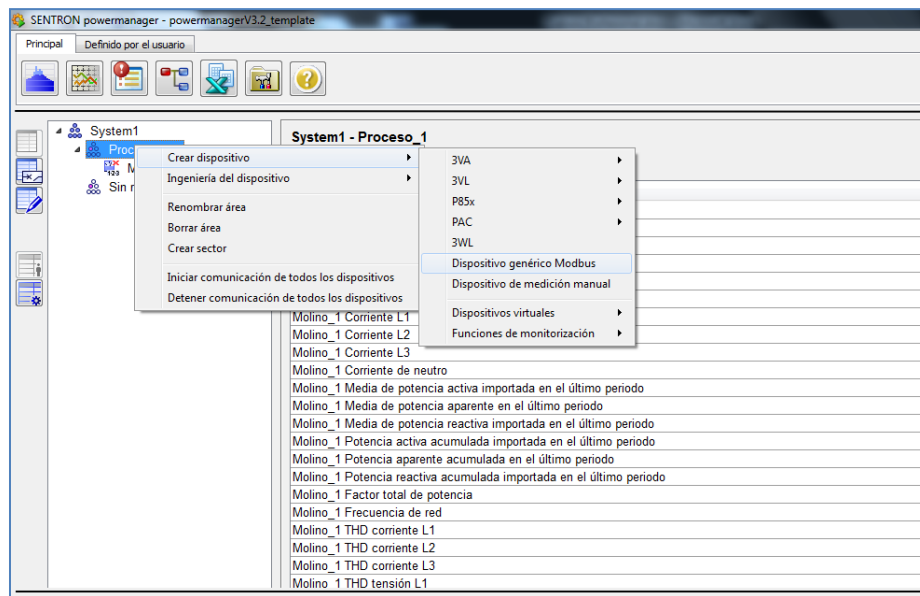 SENTRON powermanager - powermanagerV3.2_template
Principal
Definido por el usuario
System1
Proc
M
Sin r
System1 - Proceso_1
Crear dispositivo
Ingeniería del dispositivo
Renombrar área
Borrar área
Crear sector
Iniciar comunicación de todos los dispositivos
Detener comunicación de todos los dispositivos
3VA
3VL
P85x
PAC
3WL
Dispositivo genérico Modbus
Dispositivo de medición manual
Dispositivos virtuales
Funciones de monitorización
Molino_1 Corriente L1
Molino_1 Corriente L2
Molino_1 Corriente L3
Molino_1 Corriente de neutro
Molino_1 Media de potencia activa importada en el último periodo
Molino_1 Media de potencia aparente en el último periodo
Molino_1 Media de potencia reactiva importada en el último periodo
Molino_1 Potencia activa acumulada importada en el último periodo
Molino_1 Potencia aparente acumulada en el último periodo
Molino_1 Potencia reactiva acumulada importada en el último periodo
Molino_1 Factor total de potencia
Molino_1 Frecuencia de red
Molino_1 THD corriente L1
Molino_1 THD corriente L2
Molino_1 THD corriente L3
Molino_1 THD tensión L1